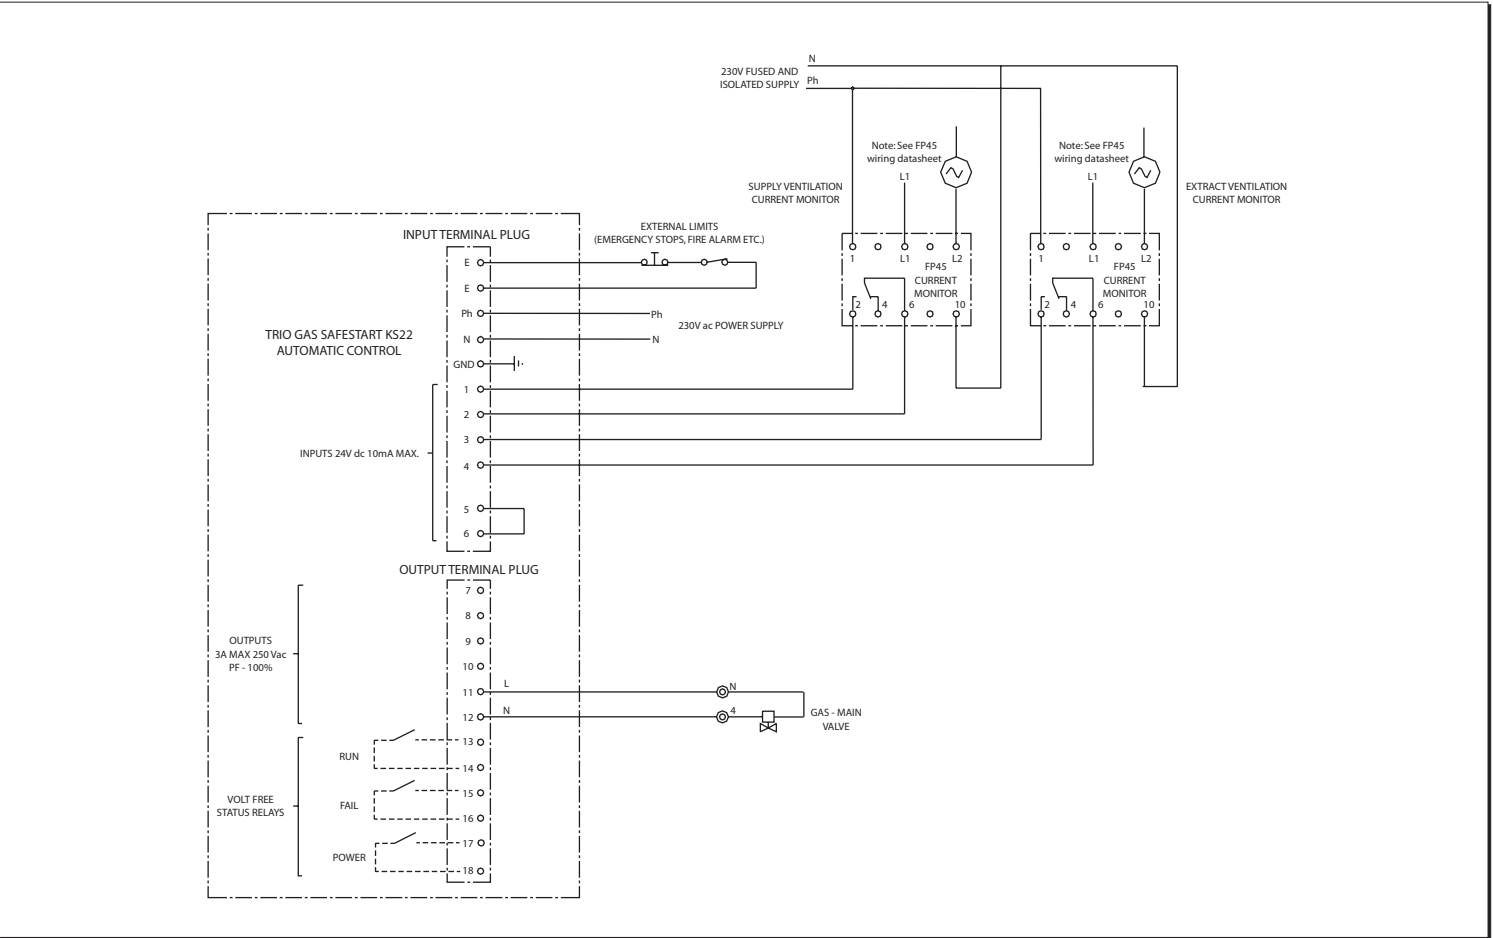 N
230V FUSED AND
ISOLATED SUPPLY
Ph
Note: See FP45
wiring datasheet
L1
Note: See FP45
wiring datasheet
L1
SUPPLY VENTILATION
CURRENT MONITOR
EXTRACT VENTILATION
CURRENT MONITOR
1 L1 L2
FP45
CURRENT
MONITOR
2 4 6 10
1 L1 L2
FP45
CURRENT
MONITOR
2 4 6 10
INPUT TERMINAL PLUG
EXTERNAL LIMITS
(EMERGENCY STOPS, FIRE ALARM ETC.)
E
E
Ph
Ph
230V ac POWER SUPPLY
N
N
GND
TRIO GAS SAFESTART KS22
AUTOMATIC CONTROL
1
2
3
4
5
6
INPUTS 24V dc 10mA MAX.
OUTPUT TERMINAL PLUG
7
8
9
10
11
12
13
14
15
16
17
18
OUTPUTS
3A MAX 250 Vac
PF - 100%
L
N
N
4
GAS - MAIN
VALVE
RUN
FAIL
POWER
VOLT FREE
STATUS RELAYS